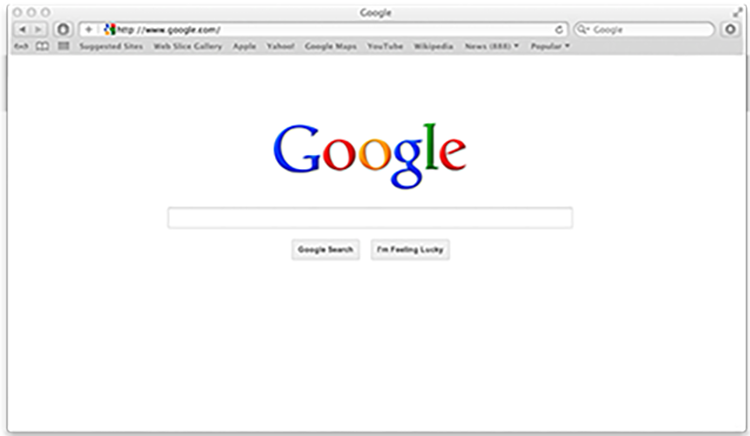 Google
http://www.google.com/
Google
Suggested Sites Web Slice Gallery Apple Yahoo! Google Maps YouTube Wikipedia News (888) ▾ Popular ▾
Google
Google Search I'm Feeling Lucky